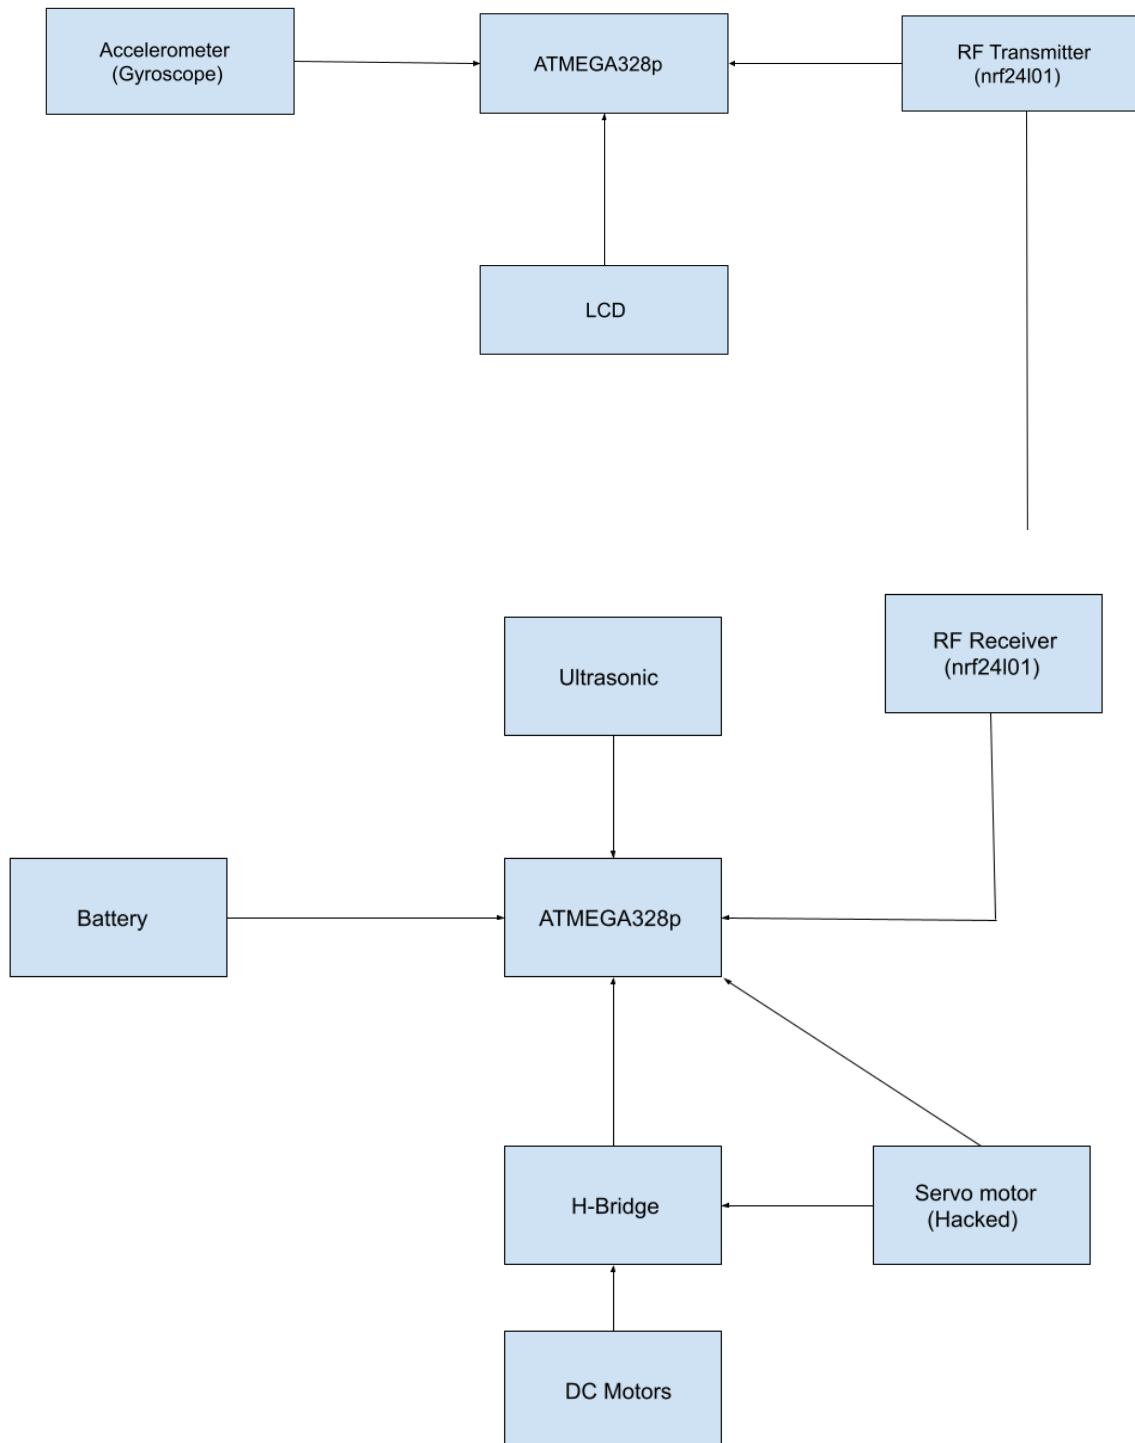 Accelerometer
(Gyroscope)
ATMEGA328p
RF Transmitter
(nrf24l01)
LCD
Ultrasonic
RF Receiver
(nrf24l01)
Battery
ATMEGA328p
H-Bridge
Servo motor
(Hacked)
DC Motors